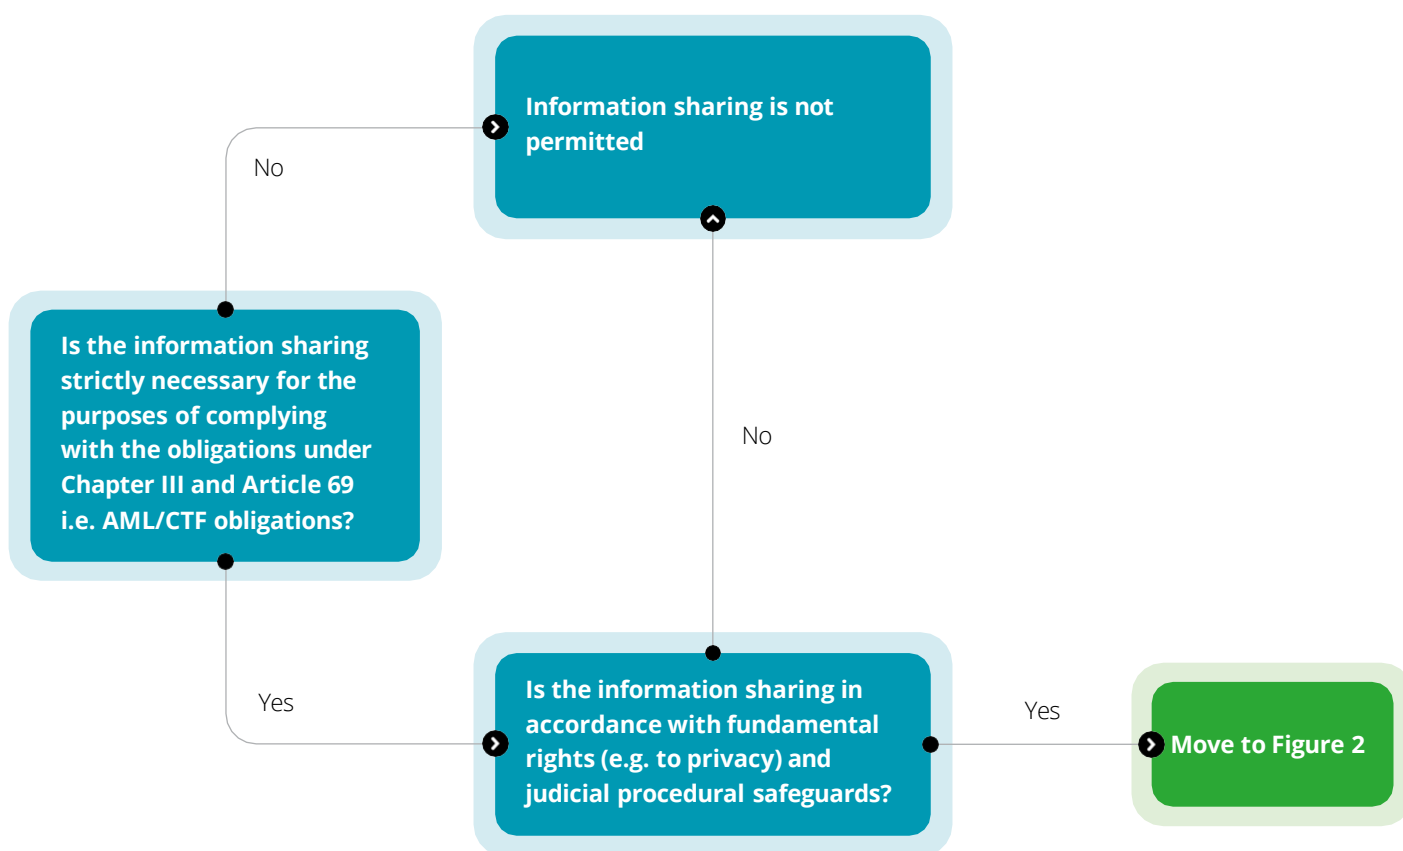 Information sharing is not
permitted
No
Is the information sharing
strictly necessary for the
purposes of complying
with the obligations under
Chapter III and Article 69
i.e. AML/CTF obligations?
No
Yes
Is the information sharing in
accordance with fundamental
rights (e.g. to privacy) and
judicial procedural safeguards?
Yes
Move to Figure 2